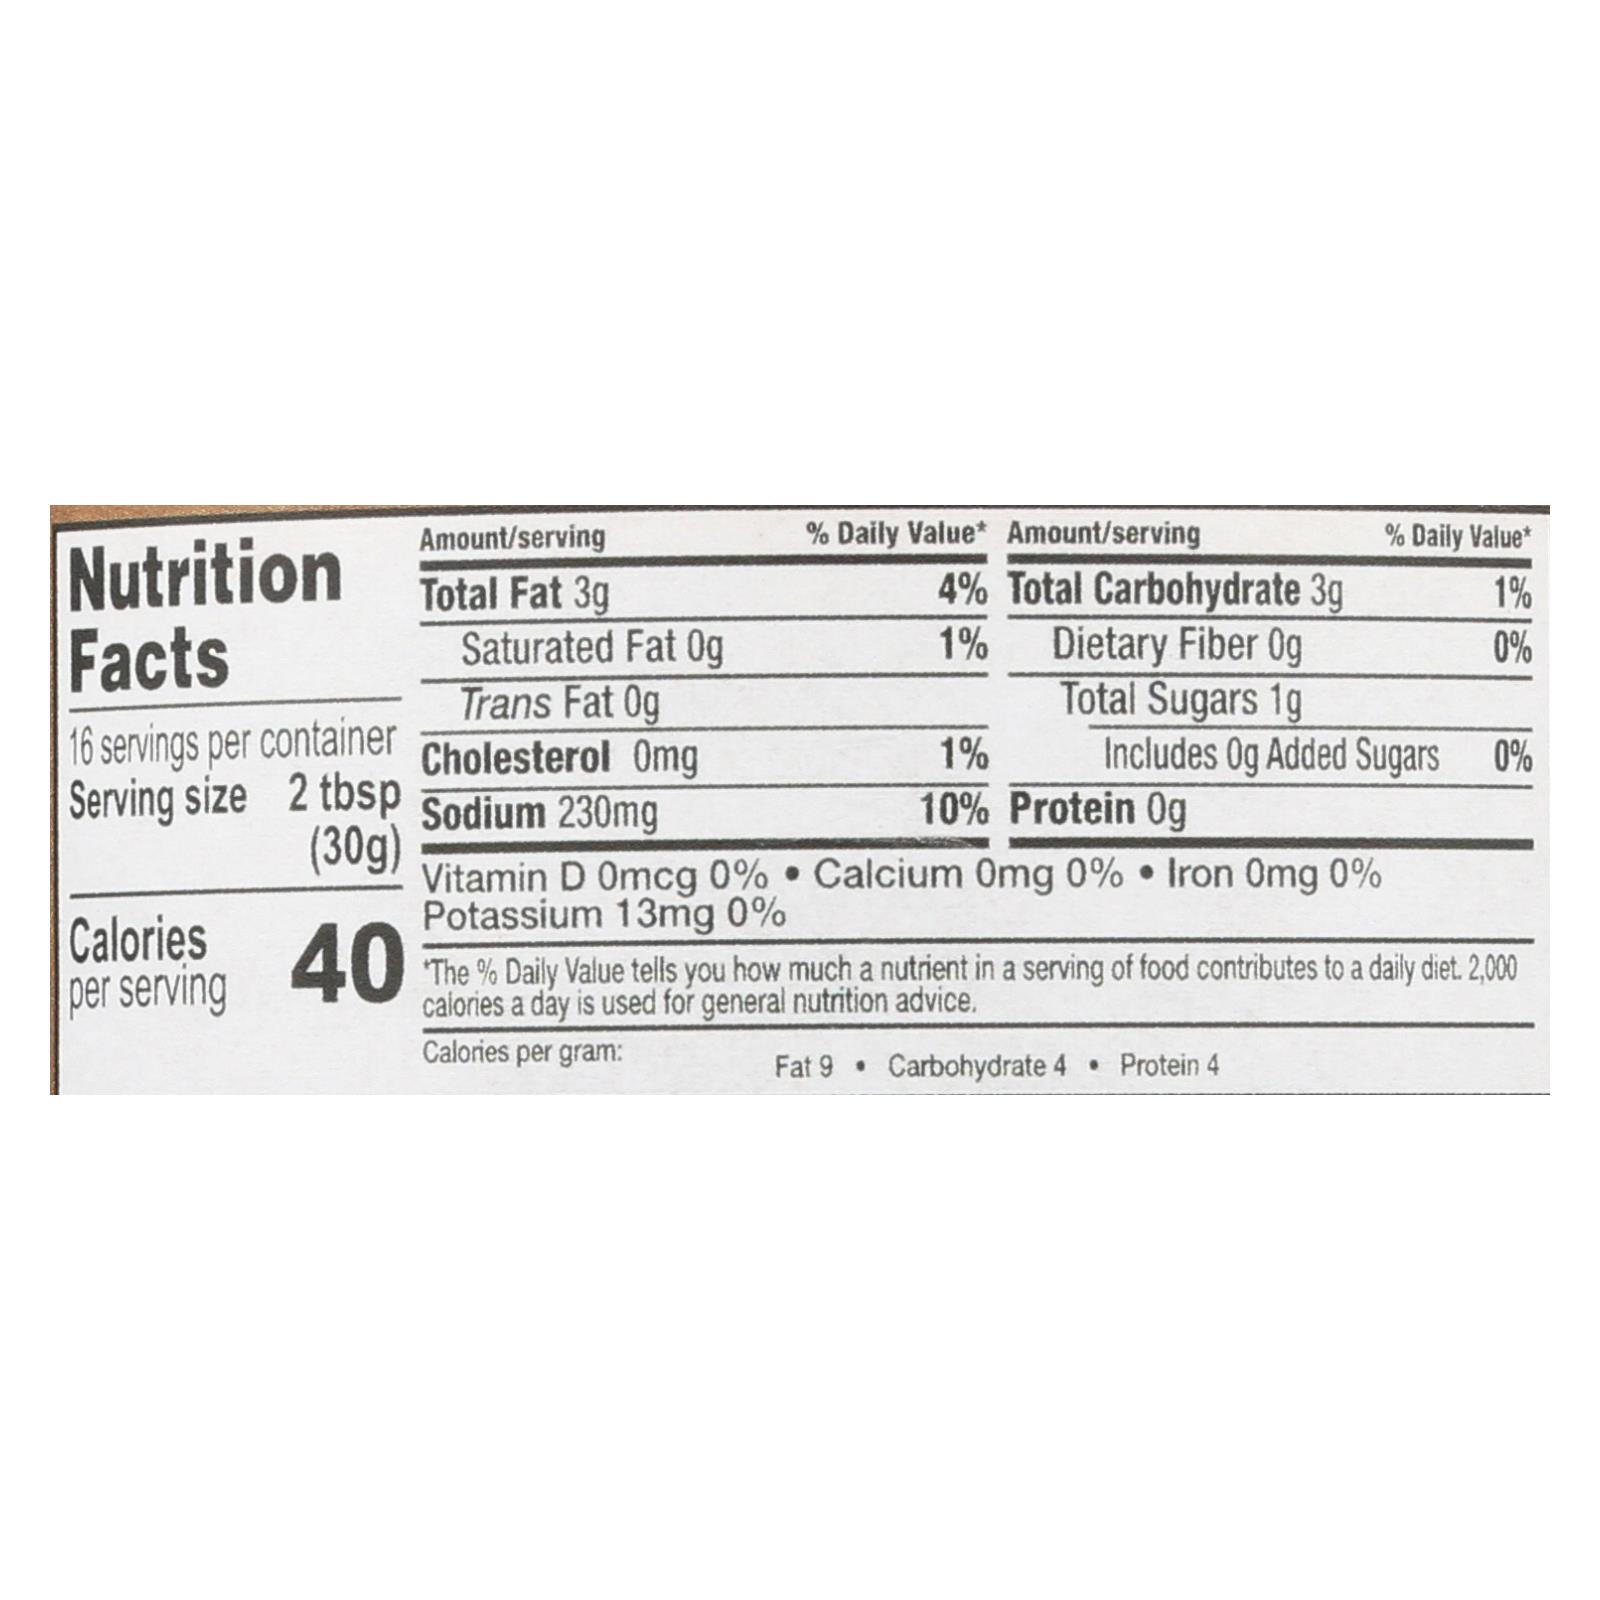 Nutrition
Facts
16 servings per container
Serving size 2 tbsp
(30g)
Calories
per serving 40
Amount/serving % Daily Value*
Total Fat 3g 4%
Saturated Fat 0g 1%
Trans Fat 0g
Cholesterol 0mg 1%
Sodium 230mg 10%
Amount/serving % Daily Value*
Total Carbohydrate 3g 1%
Dietary Fiber 0g 0%
Total Sugars 1g
Includes 0g Added Sugars 0%
Protein 0g
Vitamin D 0mcg 0% • Calcium 0mg 0% • Iron 0mg 0%
Potassium 13mg 0%
*The % Daily Value tells you how much a nutrient in a serving of food contributes to a daily diet. 2,000
calories a day is used for general nutrition advice.
Calories per gram:
Fat 9 • Carbohydrate 4 • Protein 4